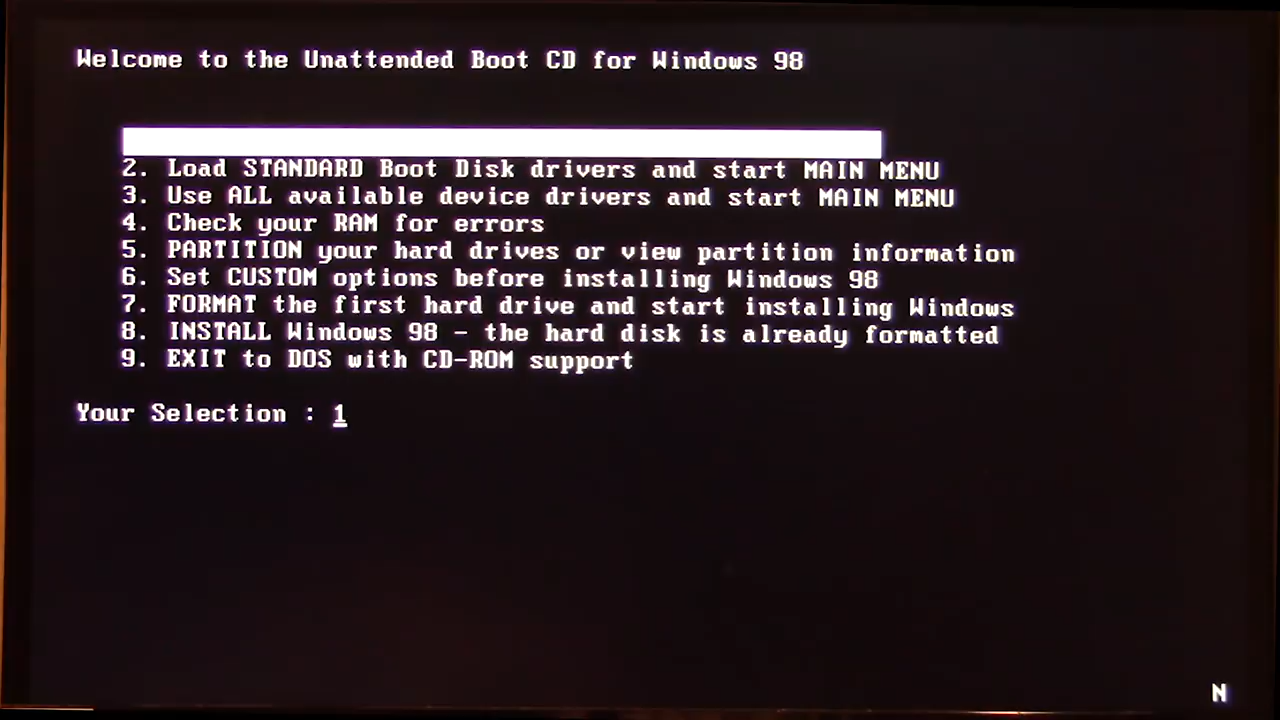 Welcome to the Unattended Boot CD for Windows 98
2. Load STANDARD Boot Disk drivers and start MAIN MENU
3. Use ALL available device drivers and start MAIN MENU
4. Check your RAM for errors
5. PARTITION your hard drives or view partition information
6. Set CUSTOM options before installing Windows 98
7. FORMAT the first hard drive and start installing Windows
8. INSTALL Windows 98 - the hard disk is already formatted
9. EXIT to DOS with CD-ROM support
Your Selection : 1
N